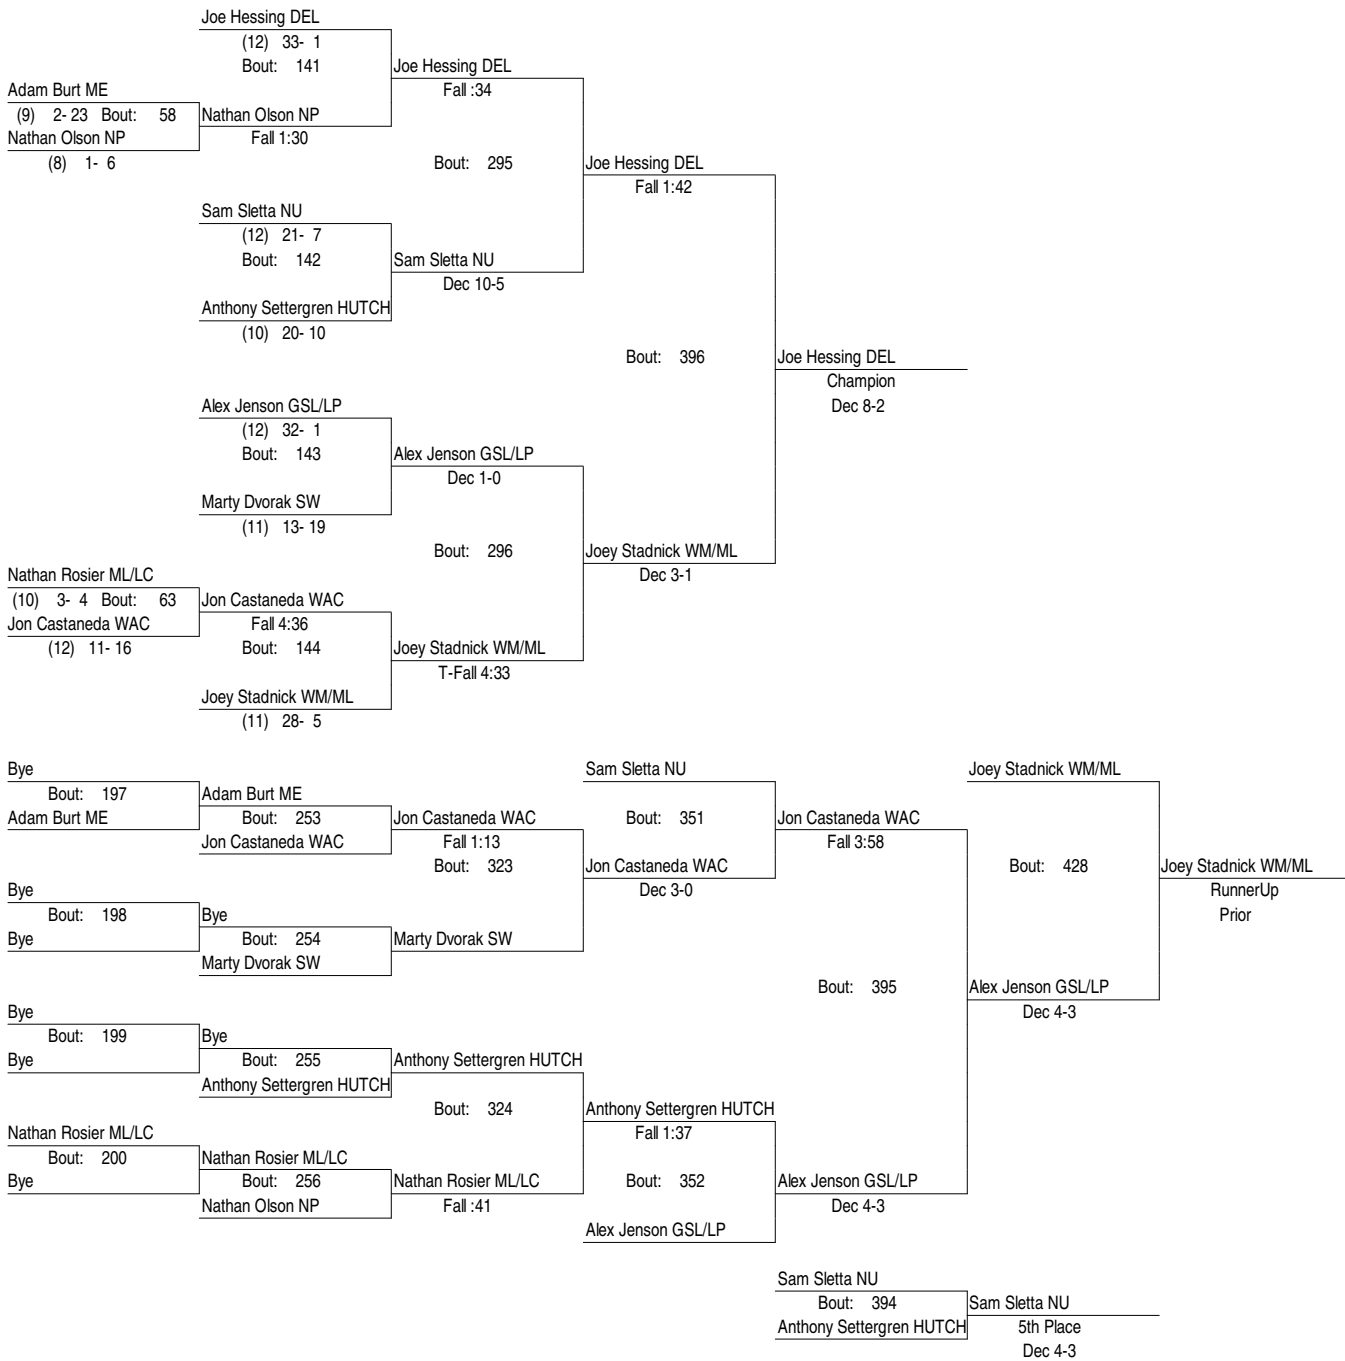 Joe Hessing DEL
(12) 33- 1
Bout: 141
Joe Hessing DEL
Fall :34
Adam Burt ME
(9) 2- 23 Bout: 58
Nathan Olson NP
Nathan Olson NP
Fall 1:30
(8) 1- 6
Bout: 295
Joe Hessing DEL
Fall 1:42
Sam Sletta NU
(12) 21- 7
Bout: 142
Sam Sletta NU
Dec 10-5
Anthony Settergren HUTCH
(10) 20- 10
Bout: 396
Joe Hessing DEL
Champion
Dec 8-2
Alex Jenson GSL/LP
(12) 32- 1
Bout: 143
Alex Jenson GSL/LP
Dec 1-0
Marty Dvorak SW
(11) 13- 19
Bout: 296
Joey Stadnick WM/ML
Dec 3-1
Nathan Rosier ML/LC
(10) 3- 4 Bout: 63
Jon Castaneda WAC
Jon Castaneda WAC
Fall 4:36
(12) 11- 16
Bout: 144
Joey Stadnick WM/ML
T-Fall 4:33
Joey Stadnick WM/ML
(11) 28- 5
Bye
Bout: 197
Adam Burt ME
Adam Burt ME
Bout: 253
Jon Castaneda WAC
Jon Castaneda WAC
Fall 1:13
Bout: 323
Sam Sletta NU
Bout: 351
Jon Castaneda WAC
Fall 3:58
Jon Castaneda WAC
Dec 3-0
Joey Stadnick WM/ML
Bout: 428
Joey Stadnick WM/ML
RunnerUp
Prior
Bye
Bout: 198
Bye
Bye
Bout: 254
Marty Dvorak SW
Marty Dvorak SW
Bout: 395
Alex Jenson GSL/LP
Dec 4-3
Bye
Bout: 199
Bye
Bye
Bout: 255
Anthony Settergren HUTCH
Anthony Settergren HUTCH
Bout: 324
Anthony Settergren HUTCH
Fall 1:37
Nathan Rosier ML/LC
Bout: 200
Bye
Nathan Rosier ML/LC
Bout: 256
Nathan Olson NP
Nathan Rosier ML/LC
Fall :41
Bout: 352
Alex Jenson GSL/LP
Dec 4-3
Alex Jenson GSL/LP
Sam Sletta NU
Bout: 394
Anthony Settergren HUTCH
Sam Sletta NU
5th Place
Dec 4-3